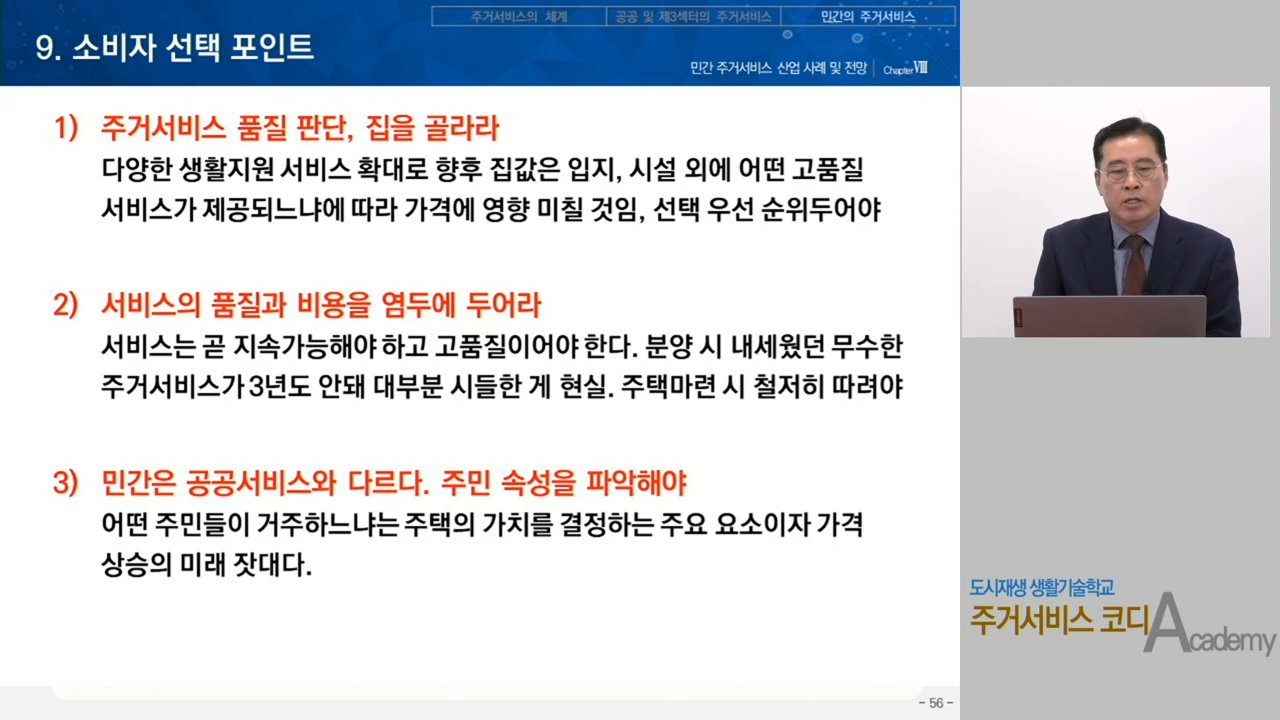 주거서비스의 체계
공공 및 제3섹터의 주거서비스
민간의 주거서비스
9. 소비자 선택 포인트
민간 주거서비스 산업 사례 및 전망 | Chapter Ⅷ
1) 주거서비스 품질 판단, 집을 골라라
다양한 생활지원 서비스 확대로 향후 집값은 입지, 시설 외에 어떤 고품질
서비스가 제공되느냐에 따라 가격에 영향 미칠 것임, 선택 우선 순위두어야
2) 서비스의 품질과 비용을 염두에 두어라
서비스는 곧 지속가능해야 하고 고품질이어야 한다. 분양 시 내세웠던 무수한
주거서비스가 3년도 안돼 대부분 시들한 게 현실. 주택마련 시 철저히 따려야
3) 민간은 공공서비스와 다르다. 주민 속성을 파악해야
어떤 주민들이 거주하느냐는 주택의 가치를 결정하는 주요 요소이자 가격
상승의 미래 잣대다.
도시재생 생활기술학교
주거서비스 코디 Academy
- 56 -